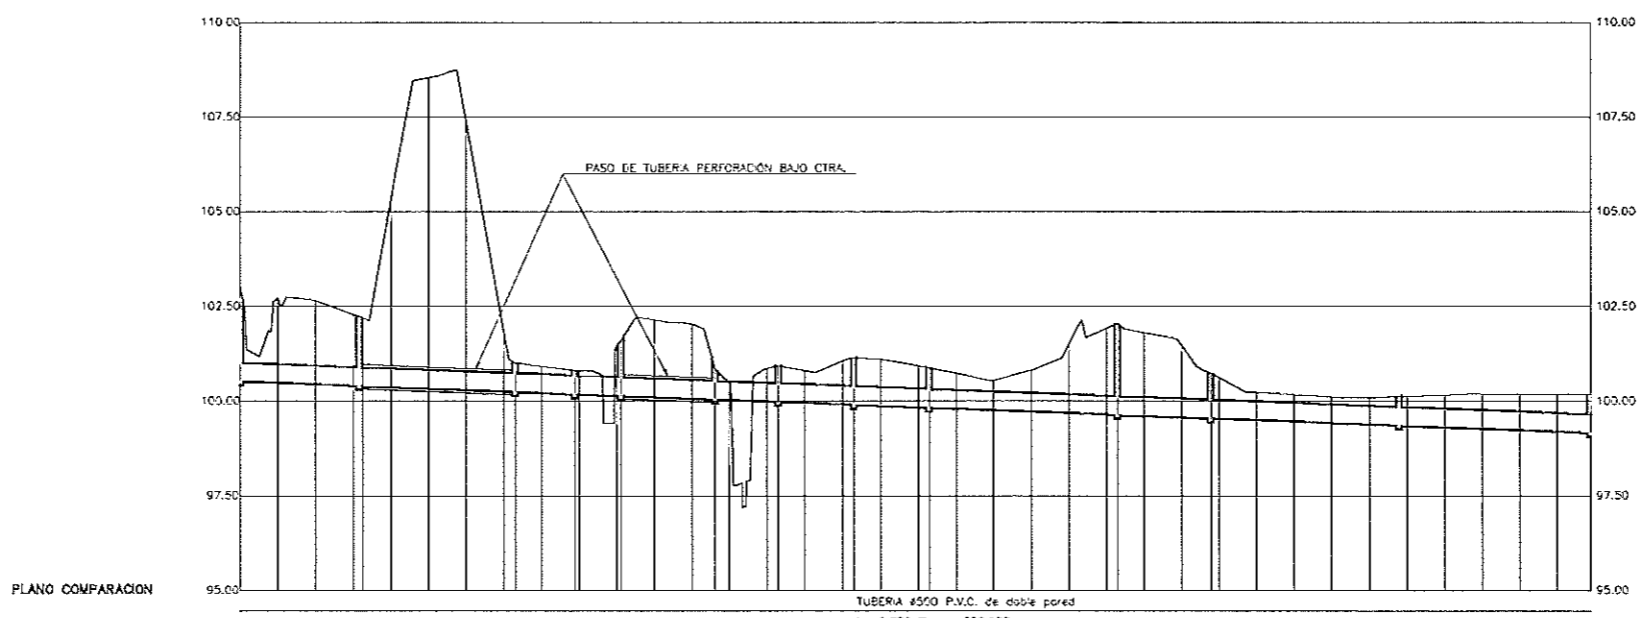 110.00 110.00
107.50 107.50
PASO DE TUBERIA PERFORACIÓN BAJO CTRA.
105.00 105.00
102.50 102.50
100.00 100.00
97.50 97.50
PLANO COMPARACION 95.00 95.00
TUBERIA P.V.C. de doble pared